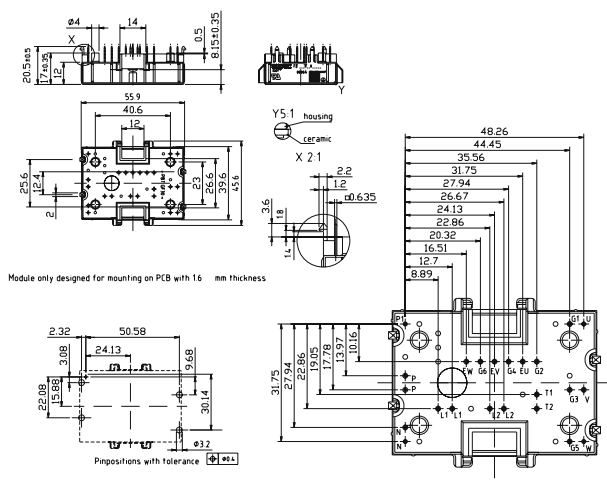 ø4
14
X
0.5
8.15±0.35
20.5±0.5
17±0.35
12
Y
55.9
40.6
12
Y5:1
housing
ceramic
X 2:1
25.6
12.4
2
23
26.6
39.6
45.6
2.2
1.2
□0.635
3.6
1.8
1.4
Module only designed for mounting on PCB with 1.6 mm thickness
48.26
44.45
35.56
31.75
27.94
26.67
24.13
22.86
20.32
16.51
12.7
8.89
P1
G1 U
31.75
27.94
22.86
19.05
17.78
13.97
10.16
EW G6 EV G4 EU G2
P
P
T1
G3 V
T2
L1 L1 L2 L2
N
N
G5 W
2.32
50.58
24.13
3.08
9.68
22.08
15.88
30.14
ø3.2
Pinpositions with tolerance ⌖ ø0.4